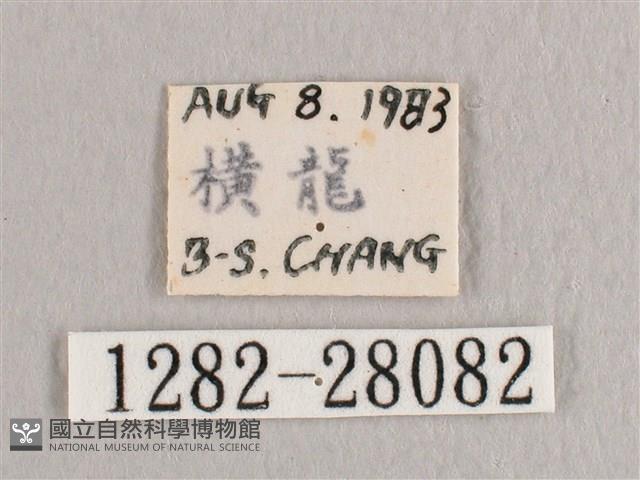 AUG 8. 1983
橫龍
B-S. CHANG
1282-28082
國立自然科學博物館
NATIONAL MUSEUM OF NATURAL SCIENCE